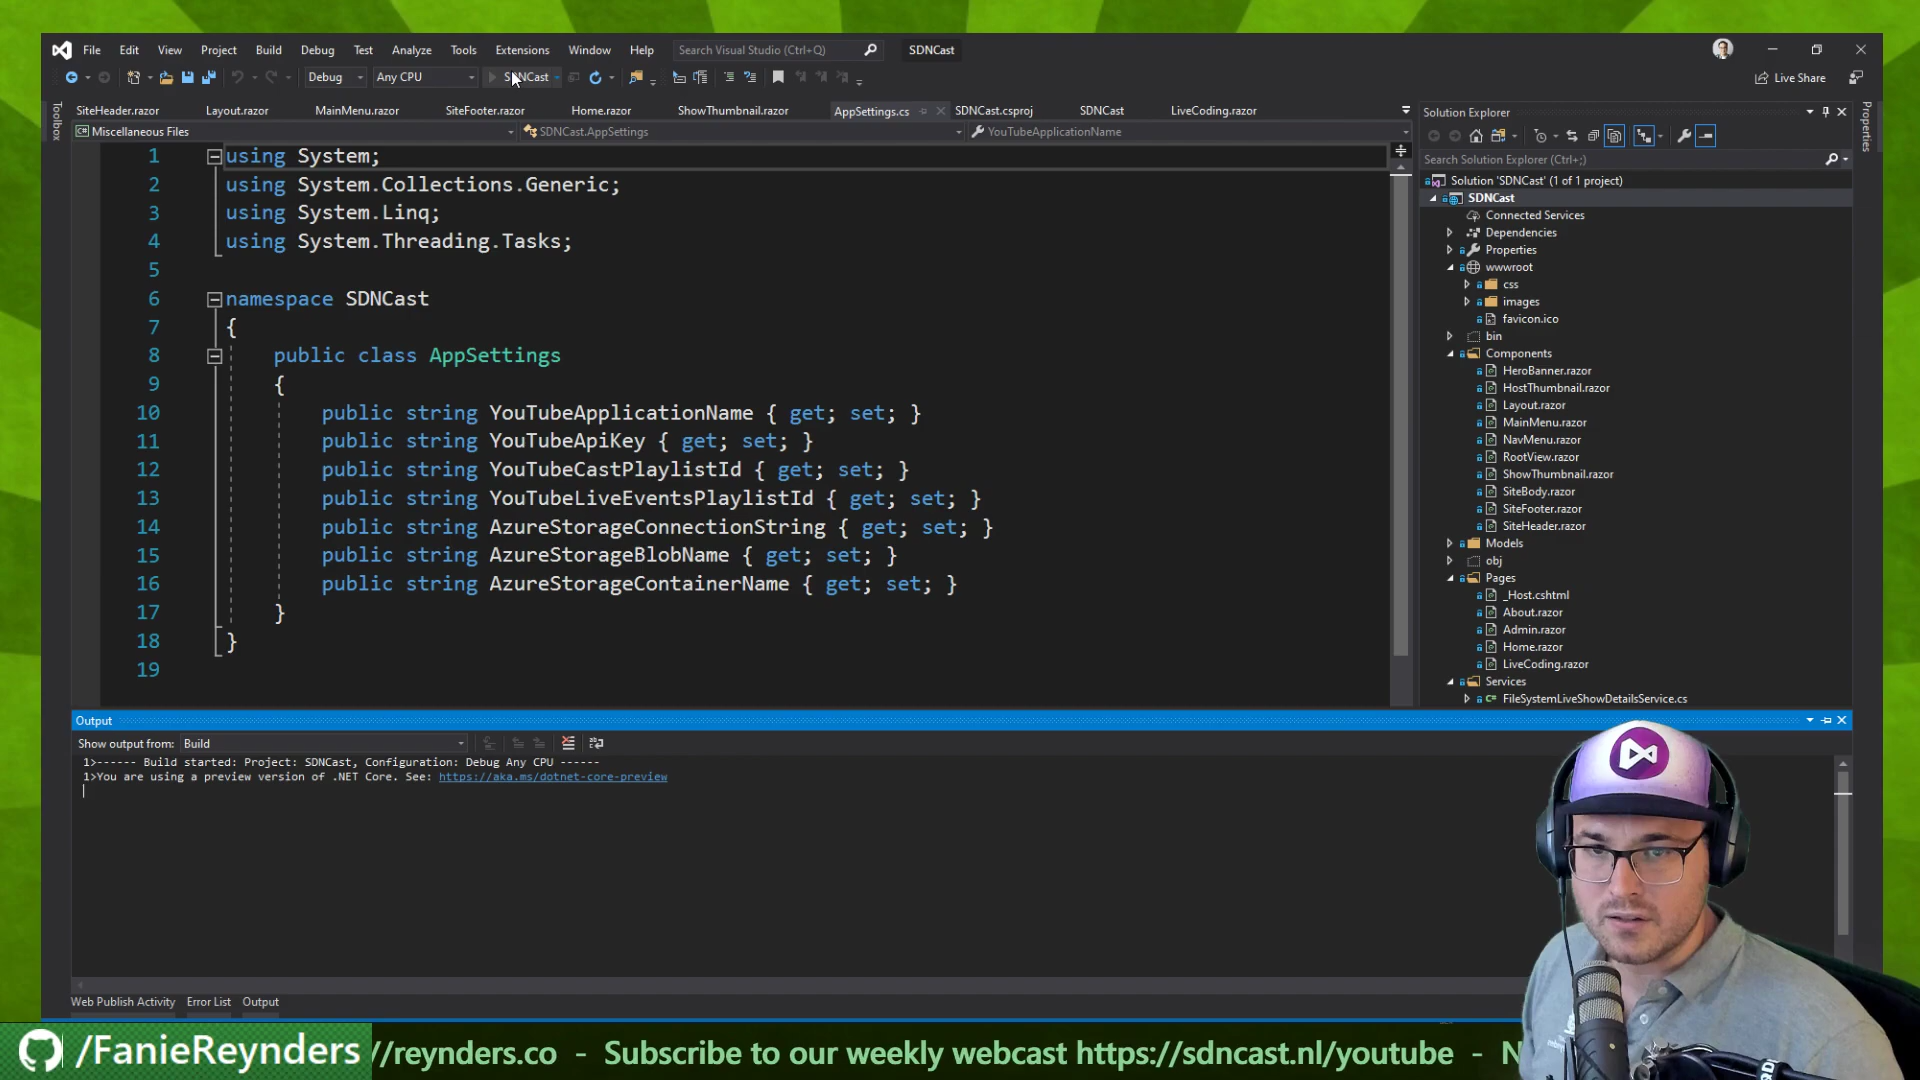 File Edit View Project Build Debug Test Analyze Tools Extensions Window Help Search Visual Studio (Ctrl+Q) SDNCast
Debug Any CPU SDNCast Live Share
Toolbox
SiteHeader.razor Layout.razor MainMenu.razor SiteFooter.razor Home.razor ShowThumbnail.razor AppSettings.cs SDNCast.csproj SDNCast LiveCoding.razor
Miscellaneous Files SDNCast.AppSettings YouTubeApplicationName
1 using System;
2 using System.Collections.Generic;
3 using System.Linq;
4 using System.Threading.Tasks;
5
6 namespace SDNCast
7 {
8 public class AppSettings
9 {
10 public string YouTubeApplicationName { get; set; }
11 public string YouTubeApiKey { get; set; }
12 public string YouTubeCastPlaylistId { get; set; }
13 public string YouTubeLiveEventsPlaylistId { get; set; }
14 public string AzureStorageConnectionString { get; set; }
15 public string AzureStorageBlobName { get; set; }
16 public string AzureStorageContainerName { get; set; }
17 }
18 }
19
Solution Explorer
Search Solution Explorer (Ctrl+;)
Solution 'SDNCast' (1 of 1 project)
SDNCast
Connected Services
Dependencies
Properties
wwwroot
css
images
favicon.ico
bin
Components
HeroBanner.razor
HostThumbnail.razor
Layout.razor
MainMenu.razor
NavMenu.razor
RootView.razor
ShowThumbnail.razor
SiteBody.razor
SiteFooter.razor
SiteHeader.razor
Models
obj
Pages
_Host.cshtml
About.razor
Admin.razor
Home.razor
LiveCoding.razor
Services
C# FileSystemLiveShowDetailsService.cs
Properties
Output
Show output from: Build
1>------ Build started: Project: SDNCast, Configuration: Debug Any CPU ------
1>You are using a preview version of .NET Core. See: https://aka.ms/dotnet-core-preview
Web Publish Activity Error List Output
/FanieReynders //reynders.co - Subscribe to our weekly webcast https://sdncast.nl/youtube - N